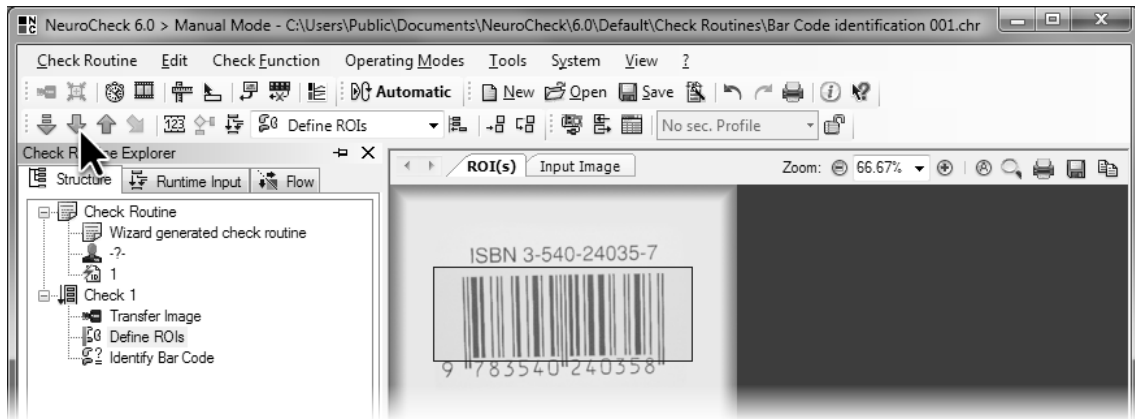 NeuroCheck 6.0 > Manual Mode - C:\Users\Public\Documents\NeuroCheck\6.0\Default\Check Routines\Bar Code identification 001.chr
Check Routine Edit Check Function Operating Modes Tools System View ?
Automatic New Open Save
123 Define ROIs No sec. Profile
Check R e Explorer
Structure Runtime Input Flow
ROI(s) Input Image Zoom: 66.67%
Check Routine
Wizard generated check routine
-?-
1
Check 1
Transfer Image
Define ROIs
Identify Bar Code
ISBN 3-540-24035-7
9 "783540"240358"